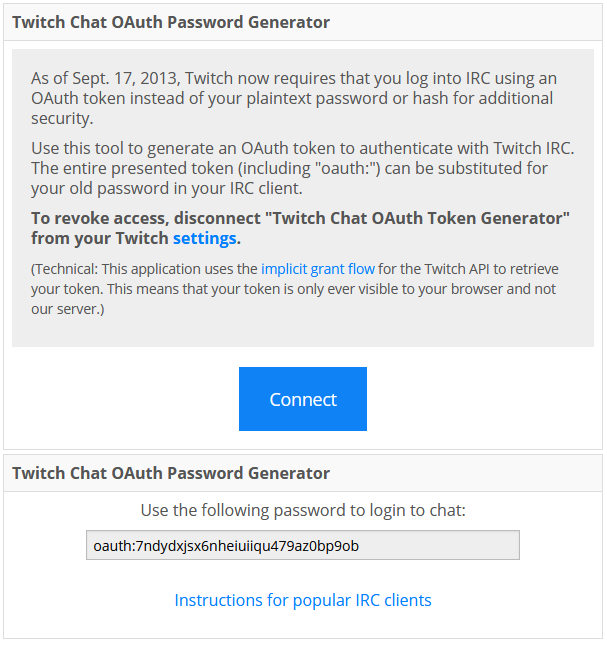 Twitch Chat OAuth Password Generator
As of Sept. 17, 2013, Twitch now requires that you log into IRC using an
OAuth token instead of your plaintext password or hash for additional
security.
Use this tool to generate an OAuth token to authenticate with Twitch IRC.
The entire presented token (including "oauth:") can be substituted for
your old password in your IRC client.
To revoke access, disconnect "Twitch Chat OAuth Token Generator"
from your Twitch settings.
(Technical: This application uses the implicit grant flow for the Twitch API to retrieve
your token. This means that your token is only ever visible to your browser and not
our server.)
Connect
Twitch Chat OAuth Password Generator
Use the following password to login to chat:
oauth:7ndydxjsx6nheiuiiqu479az0bp9ob
Instructions for popular IRC clients